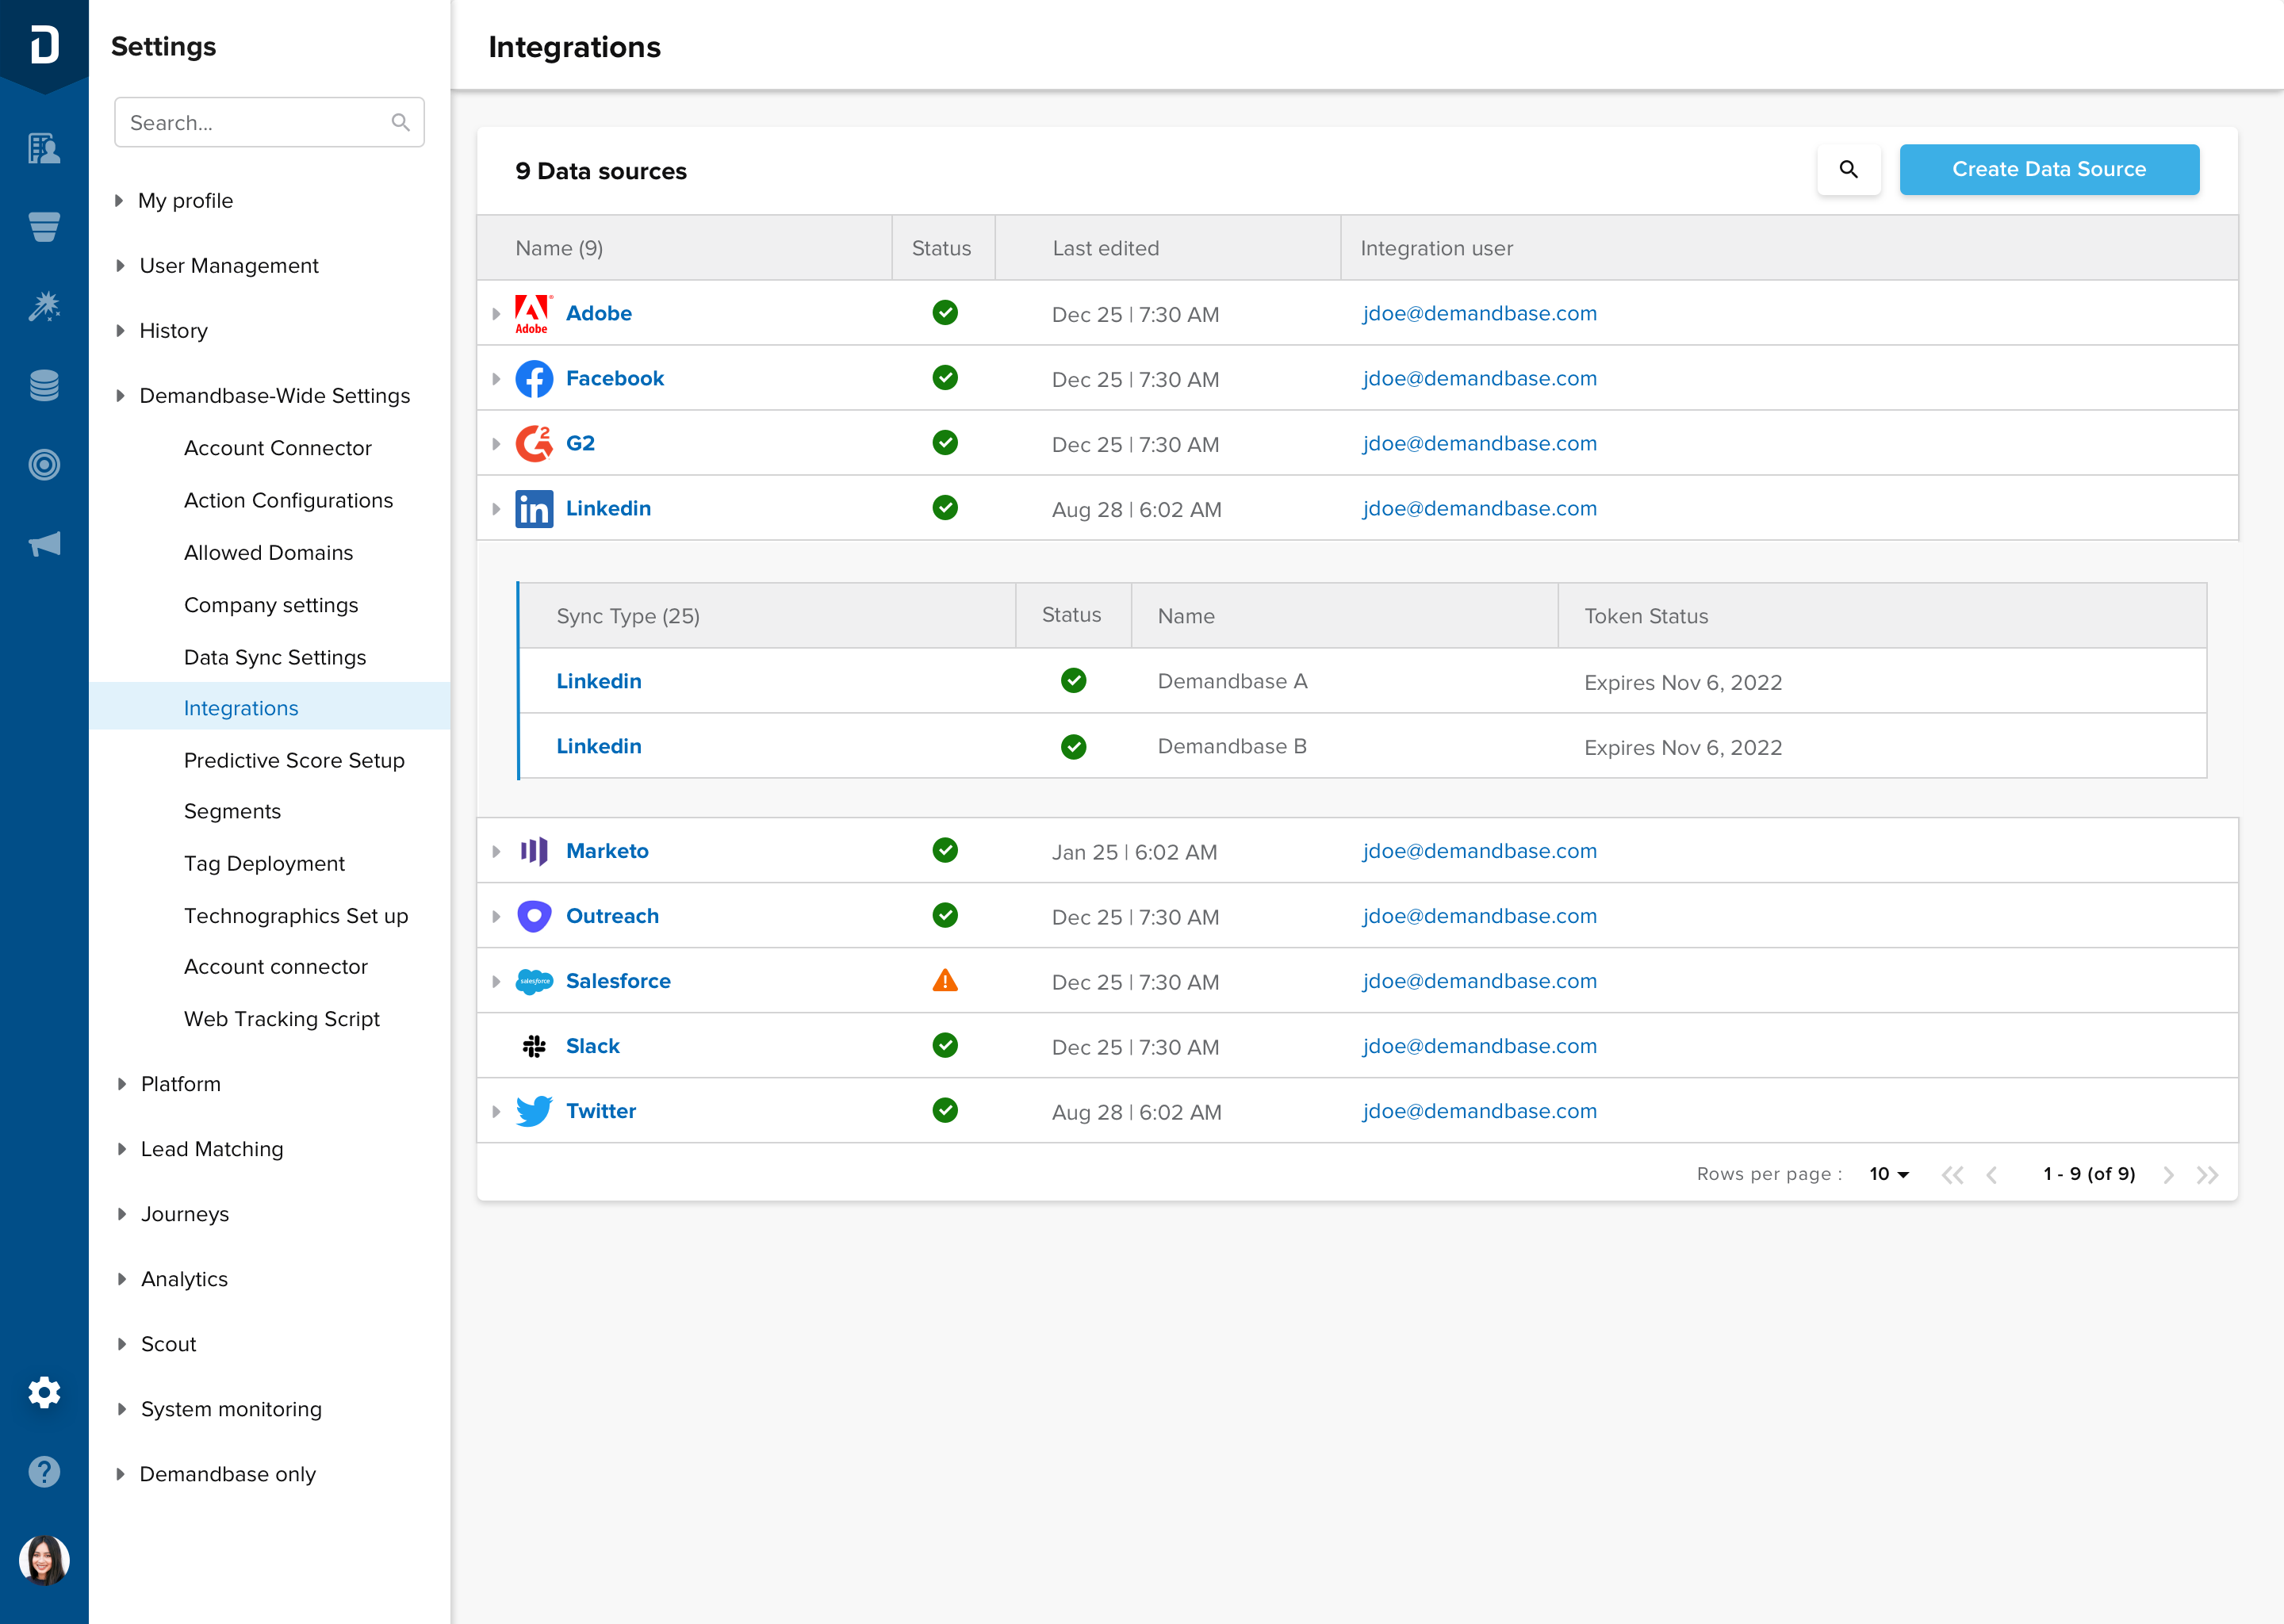 Settings
Search...
My profile
User Management
History
Demandbase-Wide Settings
Account Connector
Action Configurations
Allowed Domains
Company settings
Data Sync Settings
Integrations
Predictive Score Setup
Segments
Tag Deployment
Technographics Set up
Account connector
Web Tracking Script
Platform
Lead Matching
Journeys
Analytics
Scout
System monitoring
Demandbase only
Integrations
9 Data sources
Create Data Source
Name (9) Status Last edited Integration user
Adobe Adobe Dec 25 | 7:30 AM jdoe@demandbase.com
Facebook Dec 25 | 7:30 AM jdoe@demandbase.com
G2 Dec 25 | 7:30 AM jdoe@demandbase.com
in Linkedin Aug 28 | 6:02 AM jdoe@demandbase.com
Sync Type (25) Status Name Token Status
Linkedin Demandbase A Expires Nov 6, 2022
Linkedin Demandbase B Expires Nov 6, 2022
Marketo Jan 25 | 6:02 AM jdoe@demandbase.com
Outreach Dec 25 | 7:30 AM jdoe@demandbase.com
salesforce Salesforce Dec 25 | 7:30 AM jdoe@demandbase.com
Slack Dec 25 | 7:30 AM jdoe@demandbase.com
Twitter Aug 28 | 6:02 AM jdoe@demandbase.com
Rows per page : 10 1 - 9 (of 9)